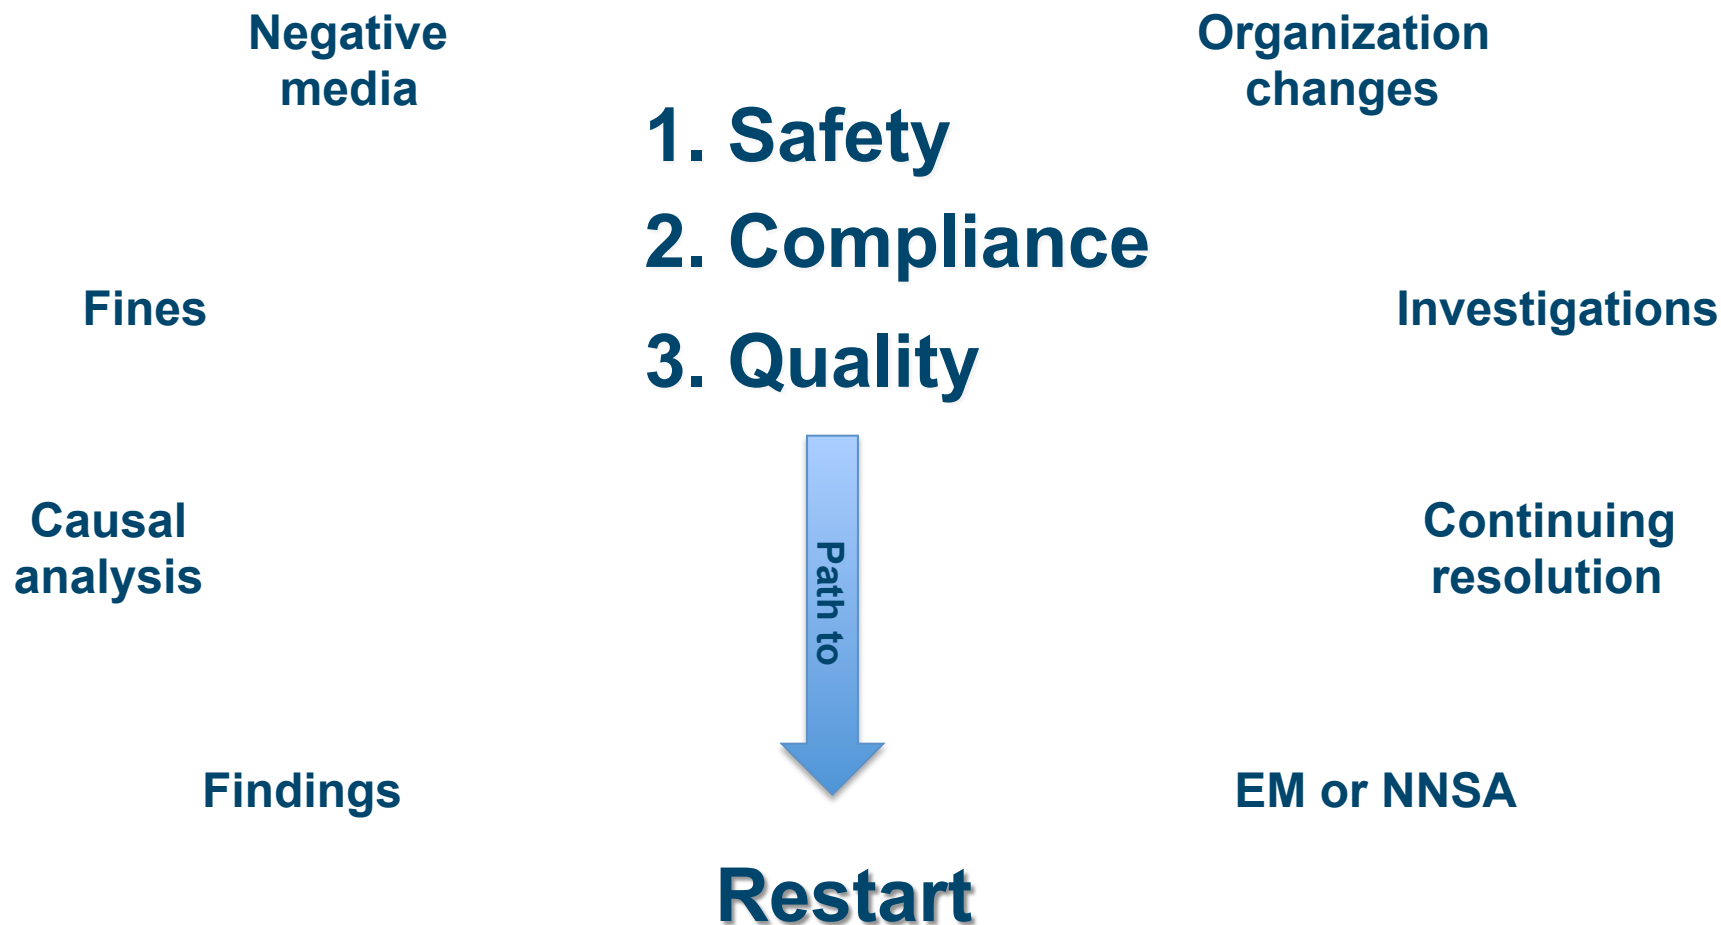 Negative
media
Organization
changes
1. Safety
2. Compliance
3. Quality
Fines
Investigations
Causal
analysis
Path to
Continuing
resolution
Findings
EM or NNSA
Restart